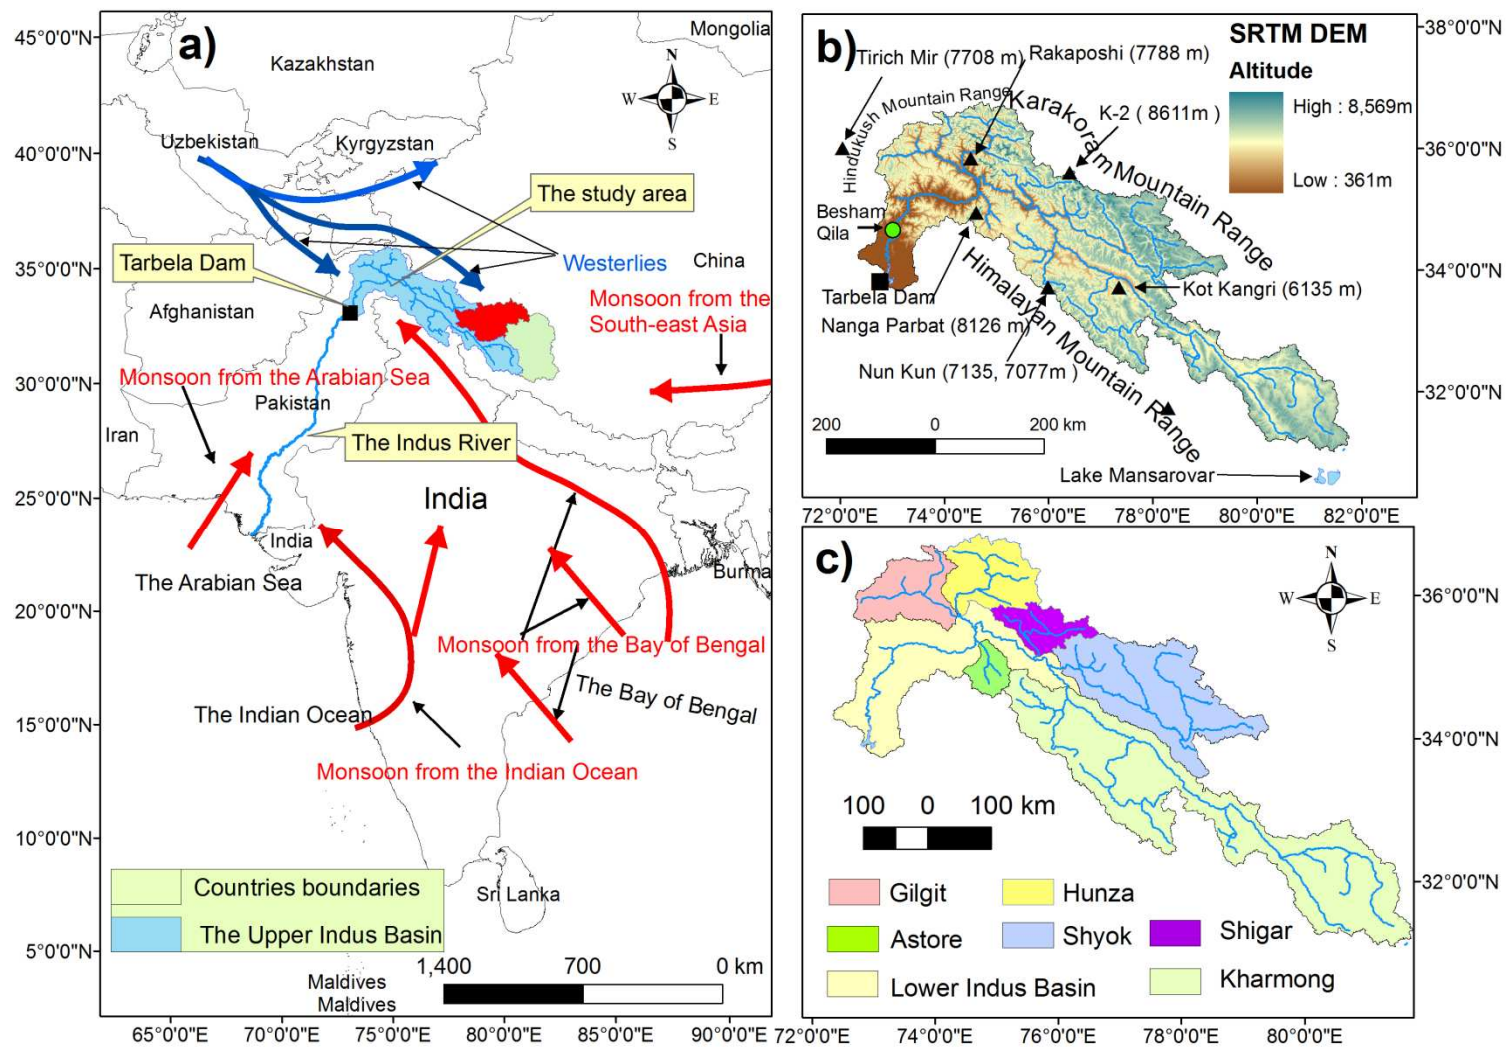 a)
45°0'0"N
40°0'0"N
35°0'0"N
30°0'0"N
25°0'0"N
20°0'0"N
15°0'0"N
10°0'0"N
5°0'0"N
65°0'0"E
70°0'0"E
75°0'0"E
80°0'0"E
85°0'0"E
90°0'0"E
Mongolia
Kazakhstan
N
W
E
S
Uzbekistan
Kyrgyzstan
The study area
Tarbela Dam
Westerlies
China
Afghanistan
Monsoon from the
South-east Asia
Monsoon from the Arabian Sea
Pakistan
Iran
The Indus River
India
India
The Arabian Sea
Burma
Monsoon from the Bay of Bengal
The Bay of Bengal
The Indian Ocean
Monsoon from the Indian Ocean
Countries boundaries
The Upper Indus Basin
Sri Lanka
Maldives
Maldives
1,400
700
0 km
b)
SRTM DEM
Altitude
High : 8,569m
Low : 361m
Tirich Mir (7708 m)
Rakaposhi (7788 m)
K-2 ( 8611m )
Hindukush Mountain Range
Karakoram Mountain Range
Besham
Qila
Tarbela Dam
Nanga Parbat (8126 m)
Nun Kun (7135, 7077m )
Kot Kangri (6135 m)
Himalayan Mountain Range
200
0
200 km
Lake Mansarovar
38°0'0"N
36°0'0"N
34°0'0"N
32°0'0"N
72°0'0"E
74°0'0"E
76°0'0"E
78°0'0"E
80°0'0"E
82°0'0"E
c)
N
W
E
S
100
0
100 km
Gilgit
Hunza
Astore
Shyok
Shigar
Lower Indus Basin
Kharmong
36°0'0"N
34°0'0"N
32°0'0"N
72°0'0"E
74°0'0"E
76°0'0"E
78°0'0"E
80°0'0"E
82°0'0"E